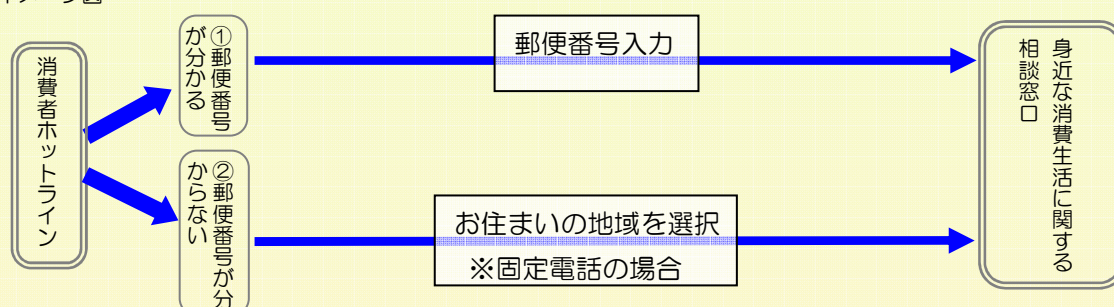 消費者ホットライン
①郵便番号
が分かる
郵便番号入力
②郵便番号が分
からない
お住まいの地域を選択
※固定電話の場合
身近な消費生活に関する
相談窓口